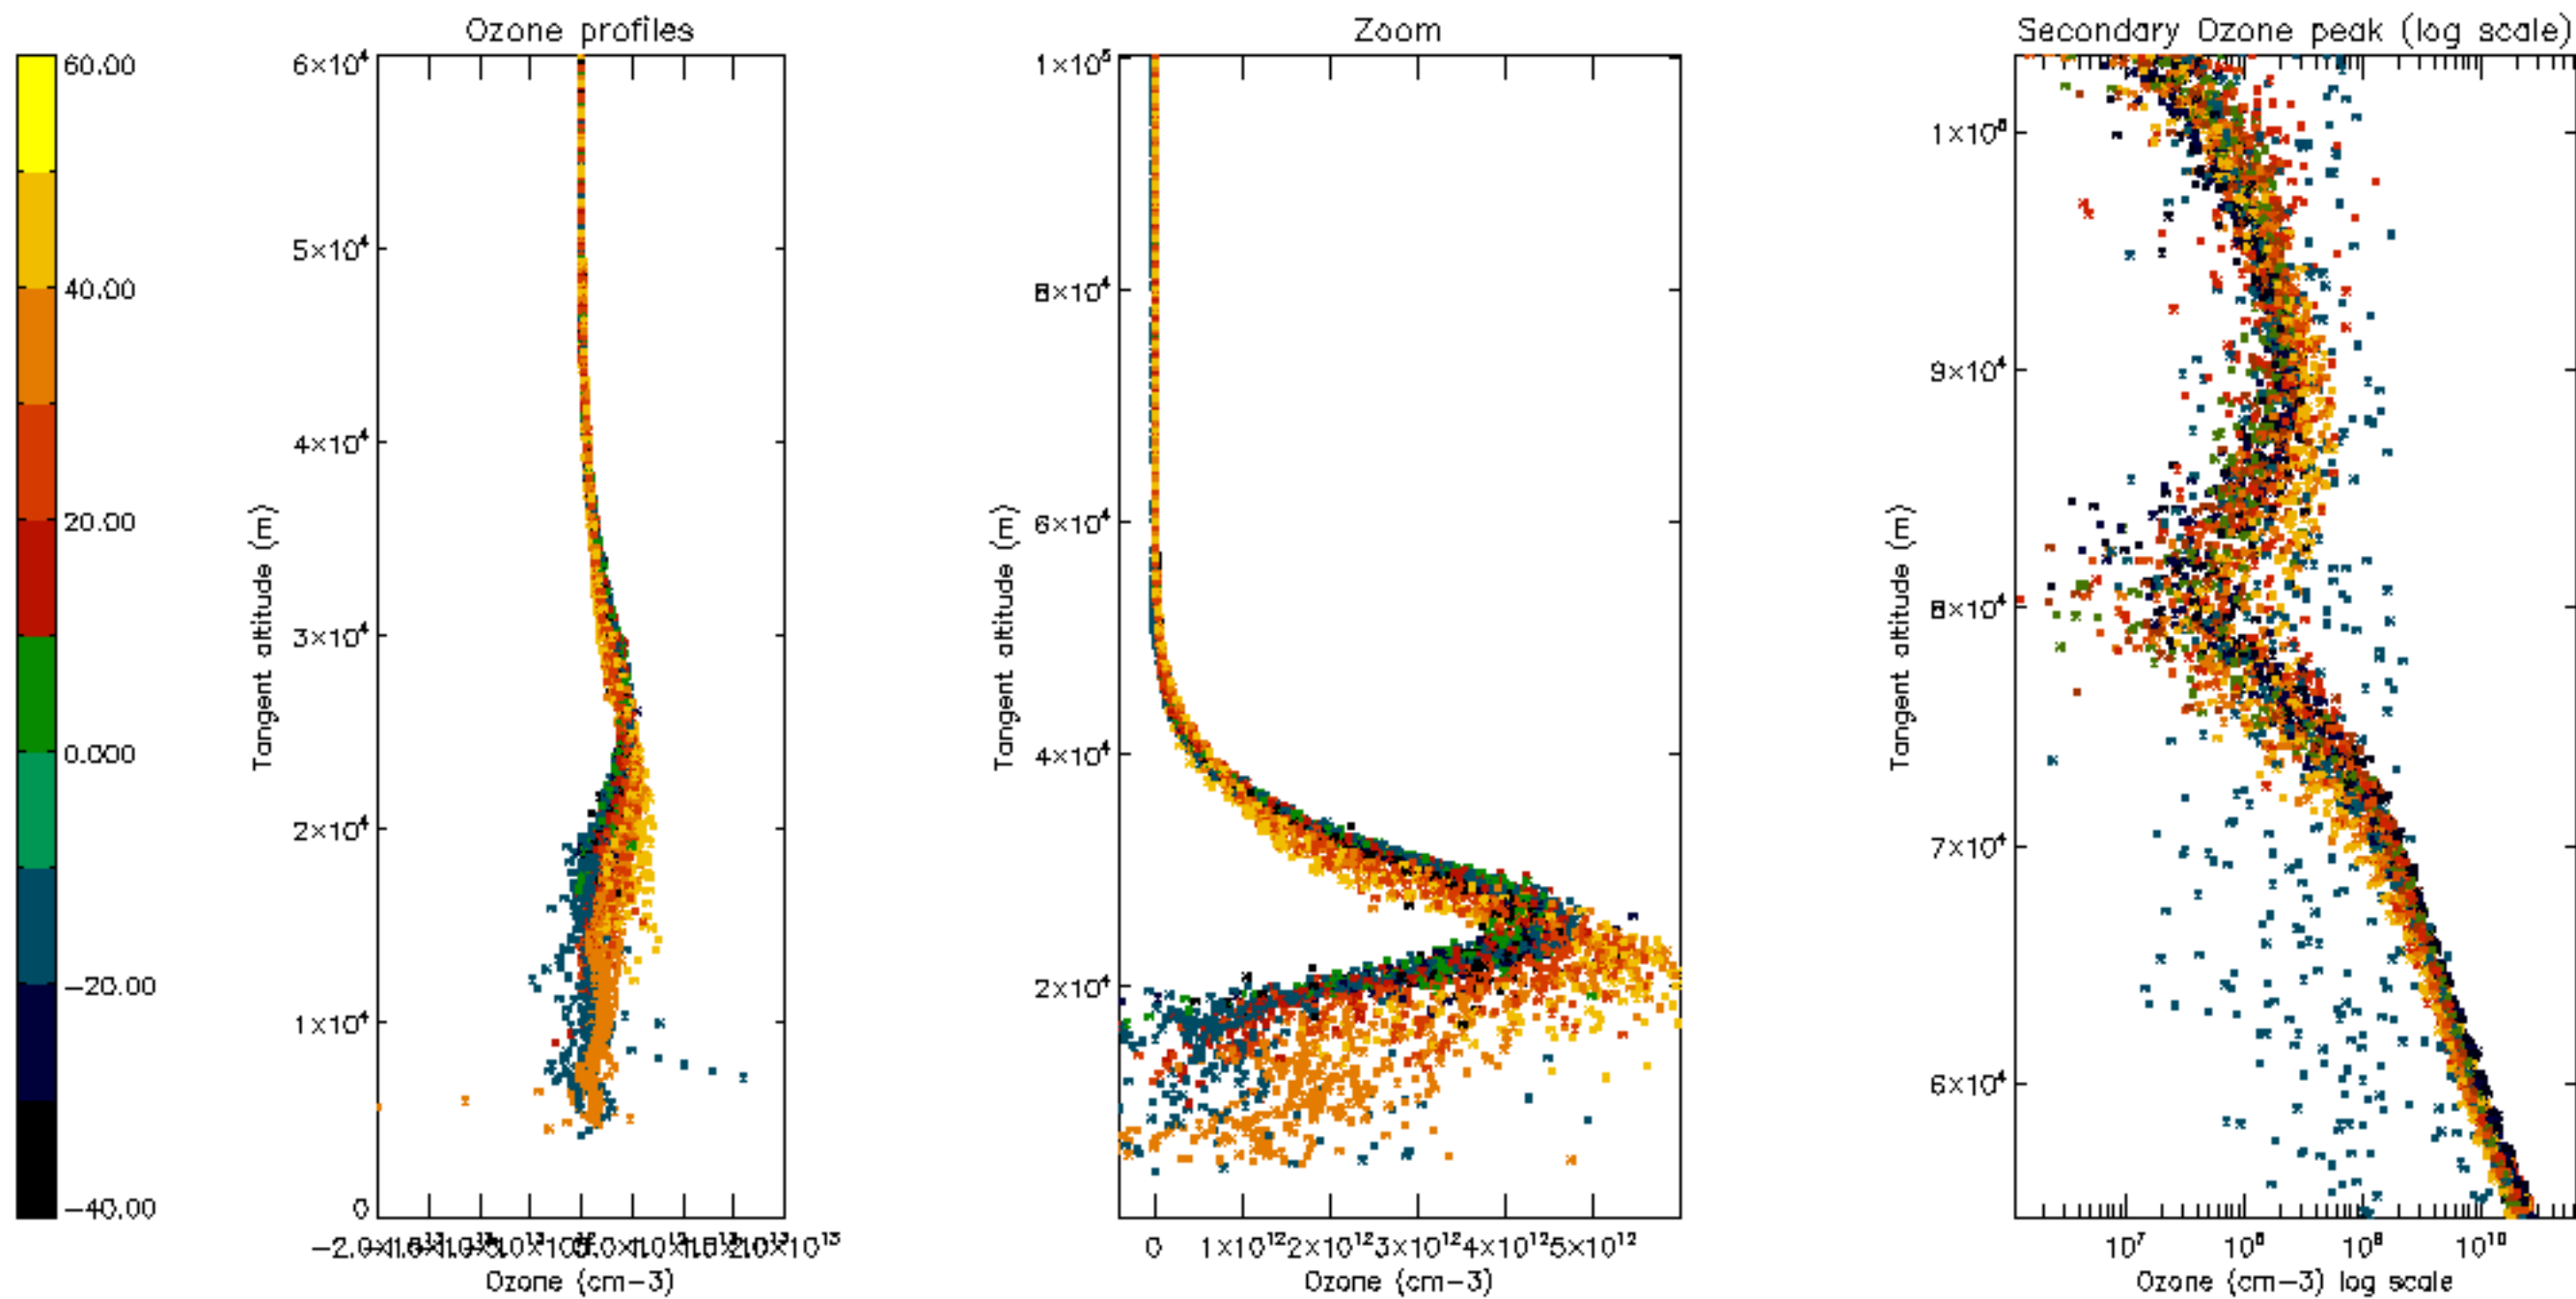 Ozone profiles
Zoom
Secondary Ozone peak (log scale)
60.00
40.00
20.00
0.000
−20.00
−40.00
6×10⁴
5×10⁴
4×10⁴
3×10⁴
2×10⁴
1×10⁴
0
Tangent altitude (m)
Ozone (cm−3)
1×10⁵
8×10⁴
6×10⁴
4×10⁴
2×10⁴
Tangent altitude (m)
0 1×10¹² 2×10¹² 3×10¹² 4×10¹² 5×10¹²
Ozone (cm−3)
9×10⁴
8×10⁴
7×10⁴
6×10⁴
Tangent altitude (m)
10⁷ 10⁸ 10⁹ 10¹⁰
Ozone (cm−3) log scale